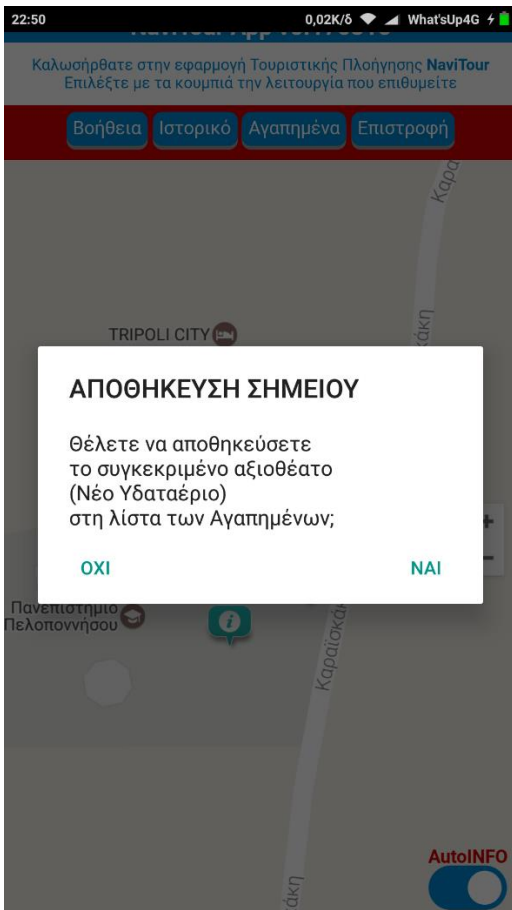 22:50 0,02K/δ What'sUp4G
Καλωσήρθατε στην εφαρμογή Τουριστικής Πλοήγησης NaviTour
Επιλέξτε με τα κουμπιά την λειτουργία που επιθυμείτε
Βοήθεια Ιστορικό Αγαπημένα Επιστροφή
TRIPOLI CITY
ΑΠΟΘΗΚΕΥΣΗ ΣΗΜΕΙΟΥ
Θέλετε να αποθηκεύσετε
το συγκεκριμένο αξιοθέατο
(Νέο Υδαταέριο)
στη λίστα των Αγαπημένων;
ΟΧΙ ΝΑΙ
Πανεπιστήμιο
Πελοποννήσου
AutoINFO